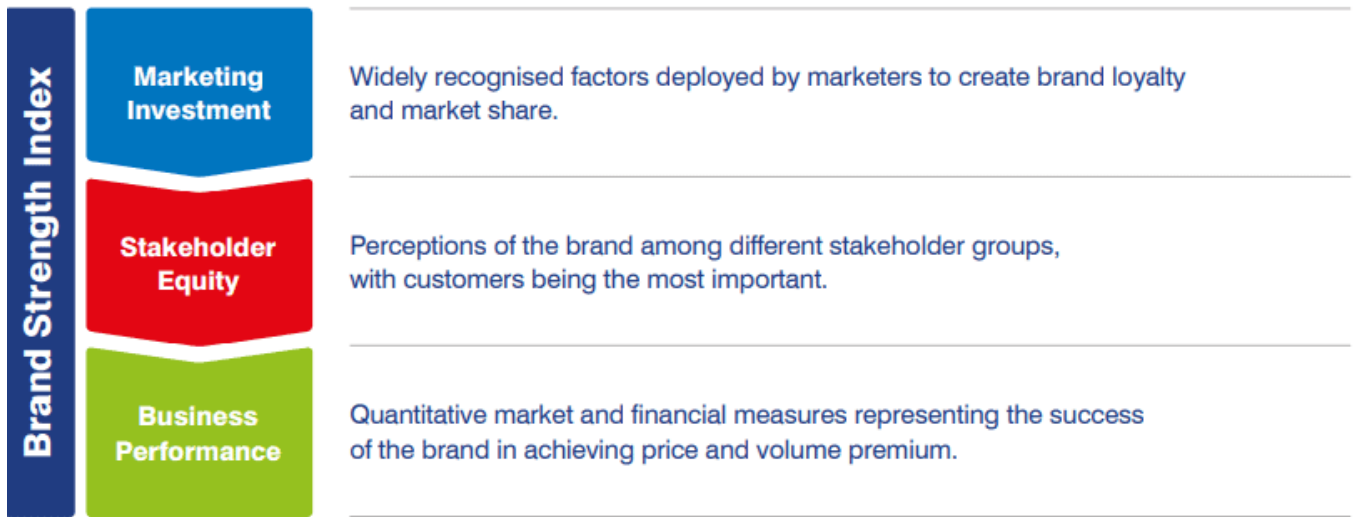 Brand Strength Index
Marketing
Investment
Widely recognised factors deployed by marketers to create brand loyalty
and market share.
Stakeholder
Equity
Perceptions of the brand among different stakeholder groups,
with customers being the most important.
Business
Performance
Quantitative market and financial measures representing the success
of the brand in achieving price and volume premium.